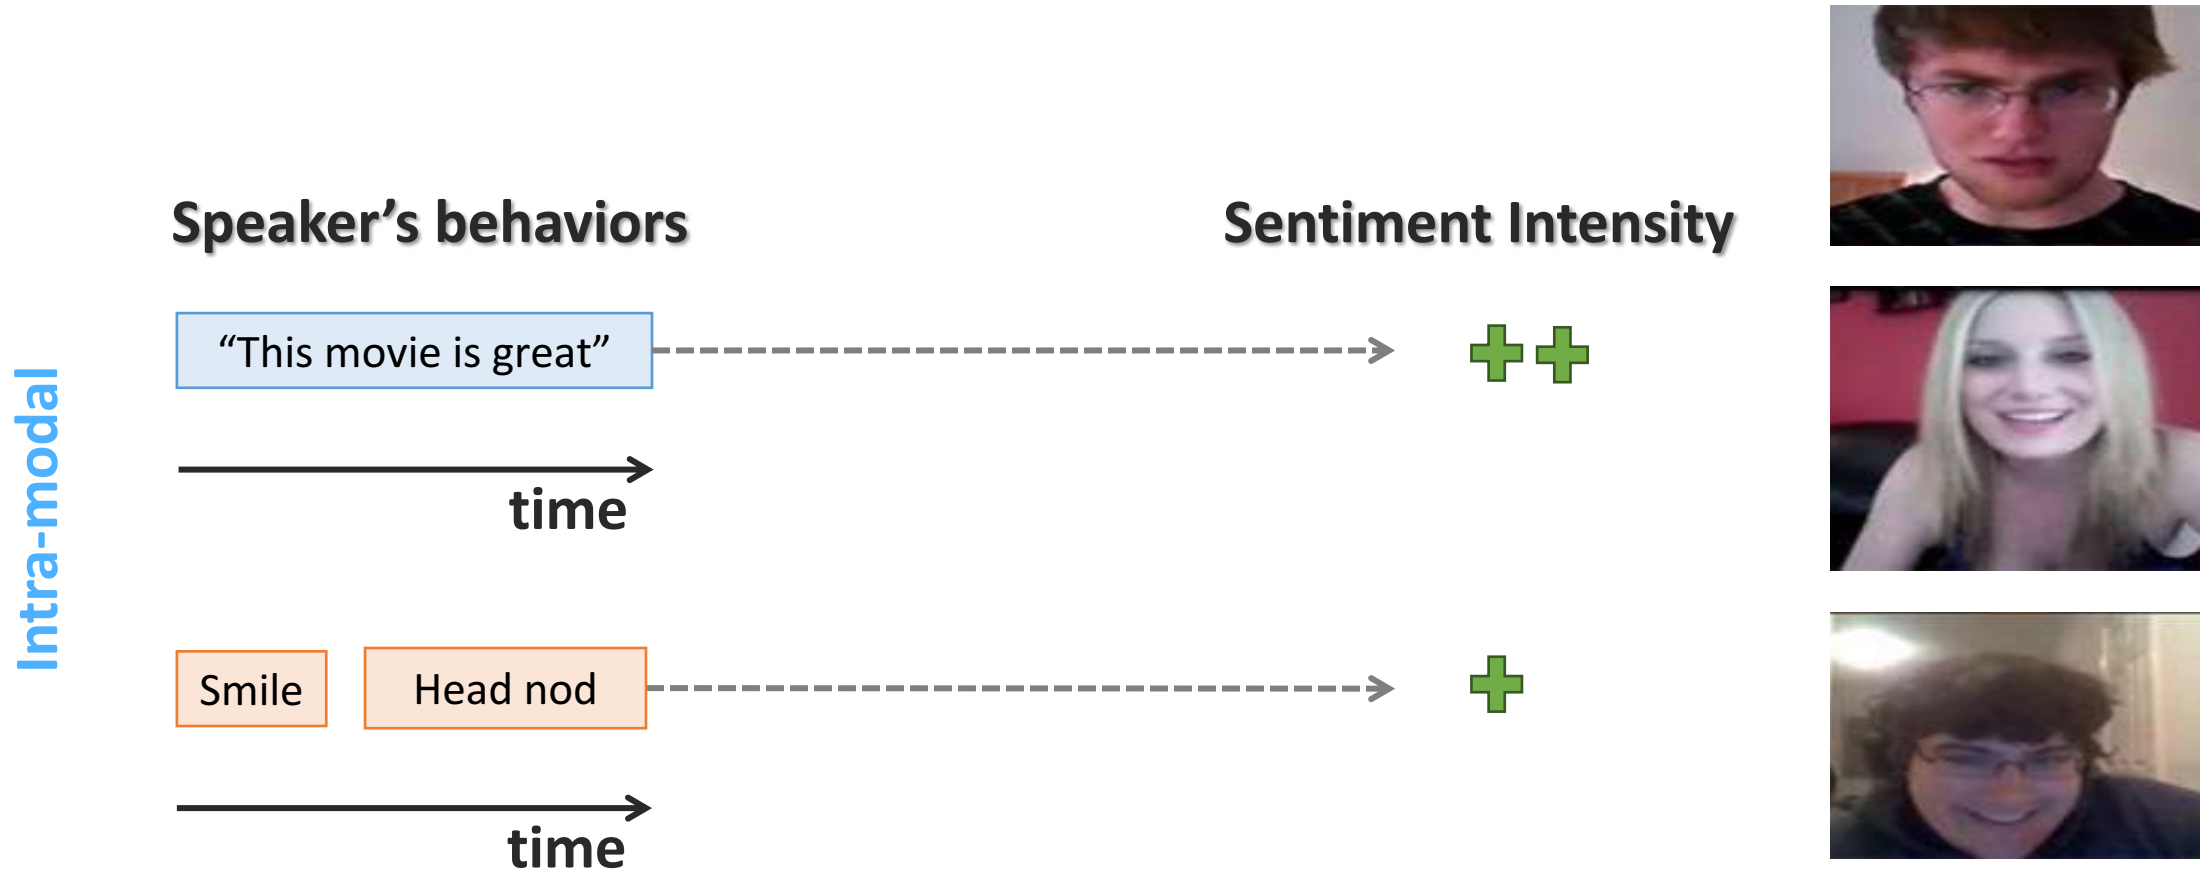 Speaker’s behaviors
Sentiment Intensity
Intra-modal
“This movie is great”
time
Smile
Head nod
time